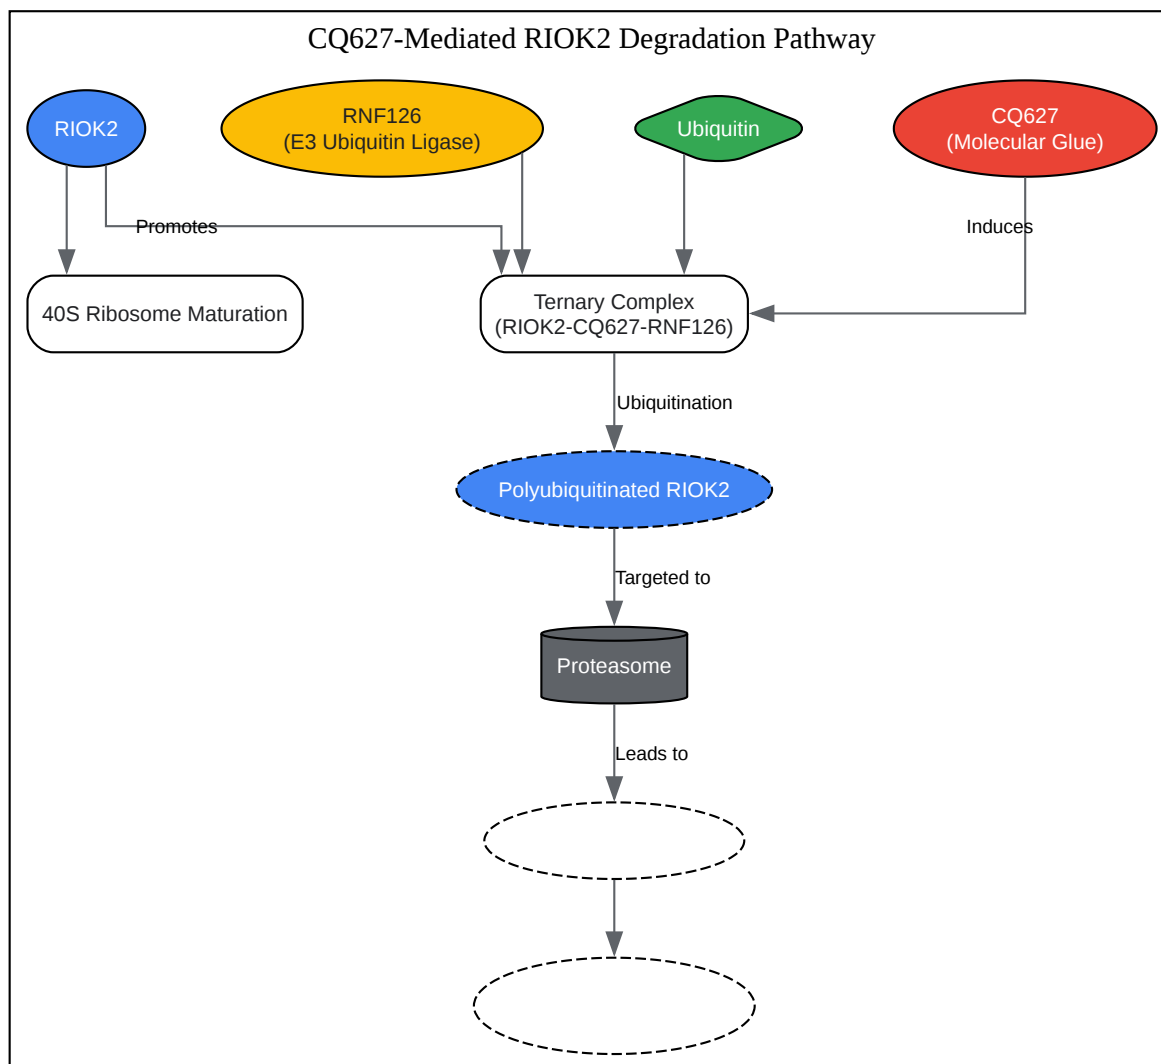 CQ627-Mediated RIOK2 Degradation Pathway
RIOK2
RNF126
(E3 Ubiquitin Ligase)
Ubiquitin
CQ627
(Molecular Glue)
Promotes
Induces
40S Ribosome Maturation
Ternary Complex
(RIOK2-CQ627-RNF126)
Ubiquitination
Polyubiquitinated RIOK2
Targeted to
Proteasome
Leads to